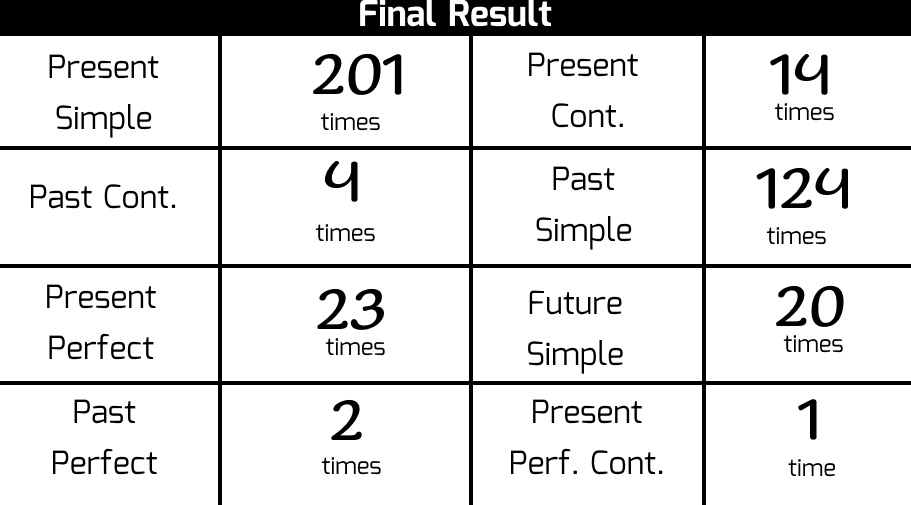 Final Result
Present
Simple
201
times
Present
Cont.
14
times
Past Cont.
4
times
Past
Simple
124
times
Present
Perfect
23
times
Future
Simple
20
times
Past
Perfect
2
times
Present
Perf. Cont.
1
time